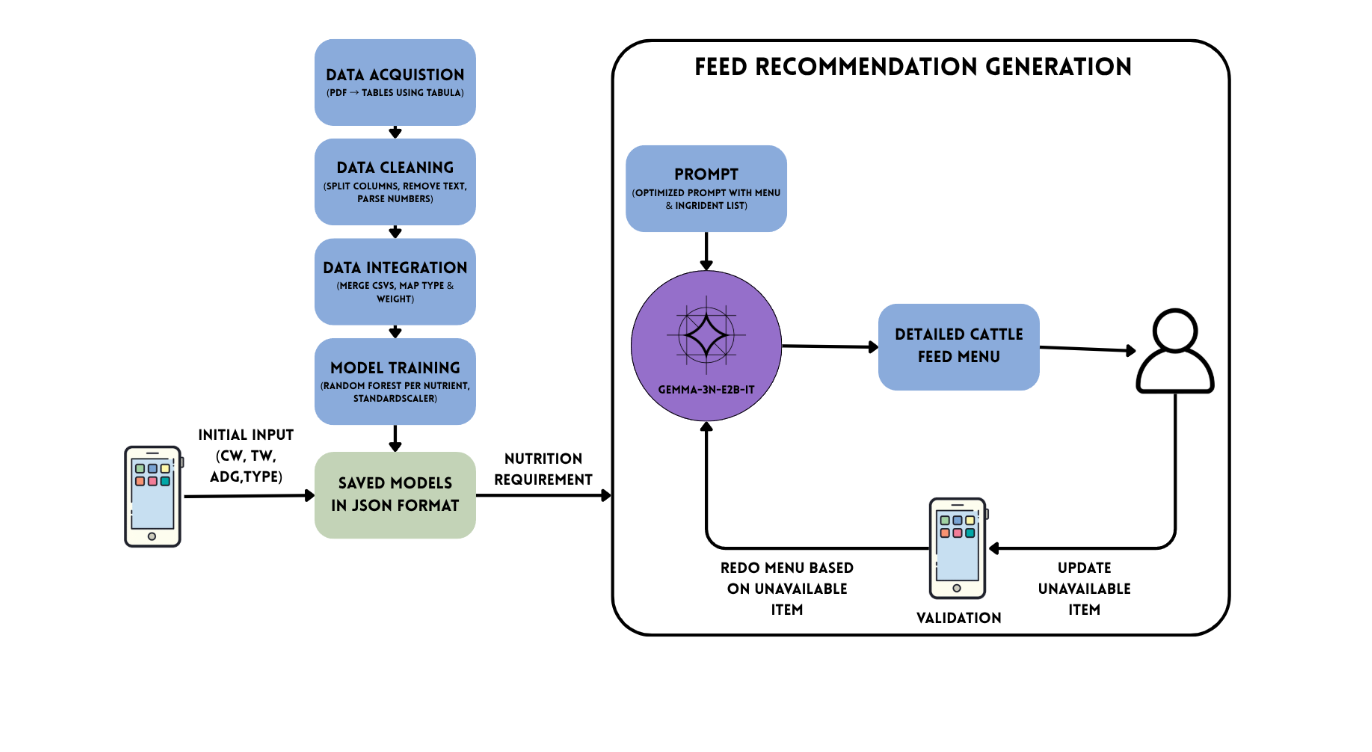 DATA ACQUISTION
(PDF → TABLES USING TABULA)
DATA CLEANING
(SPLIT COLUMNS, REMOVE TEXT,
PARSE NUMBERS)
DATA INTEGRATION
(MERGE CSVS, MAP TYPE &
WEIGHT)
MODEL TRAINING
(RANDOM FOREST PER NUTRIENT,
STANDARDSCALER)
INITIAL INPUT
(CW, TW,
ADG,TYPE)
SAVED MODELS
IN JSON FORMAT
NUTRITION
REQUIREMENT
FEED RECOMMENDATION GENERATION
PROMPT
(OPTIMIZED PROMPT WITH MENU
& INGRIDENT LIST)
GEMMA-3N-E2B-IT
DETAILED CATTLE
FEED MENU
UPDATE
UNAVAILABLE
ITEM
VALIDATION
REDO MENU BASED
ON UNAVAILABLE
ITEM